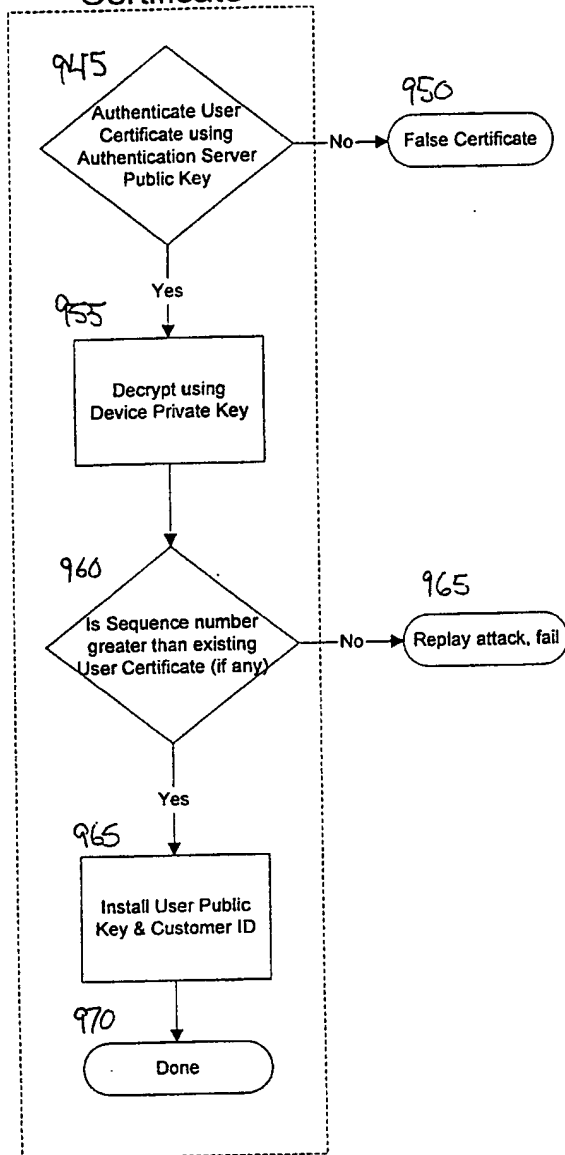 Certificate
945
Authenticate User
Certificate using
Authentication Server
Public Key
No
950
False Certificate
Yes
955
Decrypt using
Device Private Key
960
Is Sequence number
greater than existing
User Certificate (if any)
No
965
Replay attack, fail
Yes
965
Install User Public
Key & Customer ID
970
Done